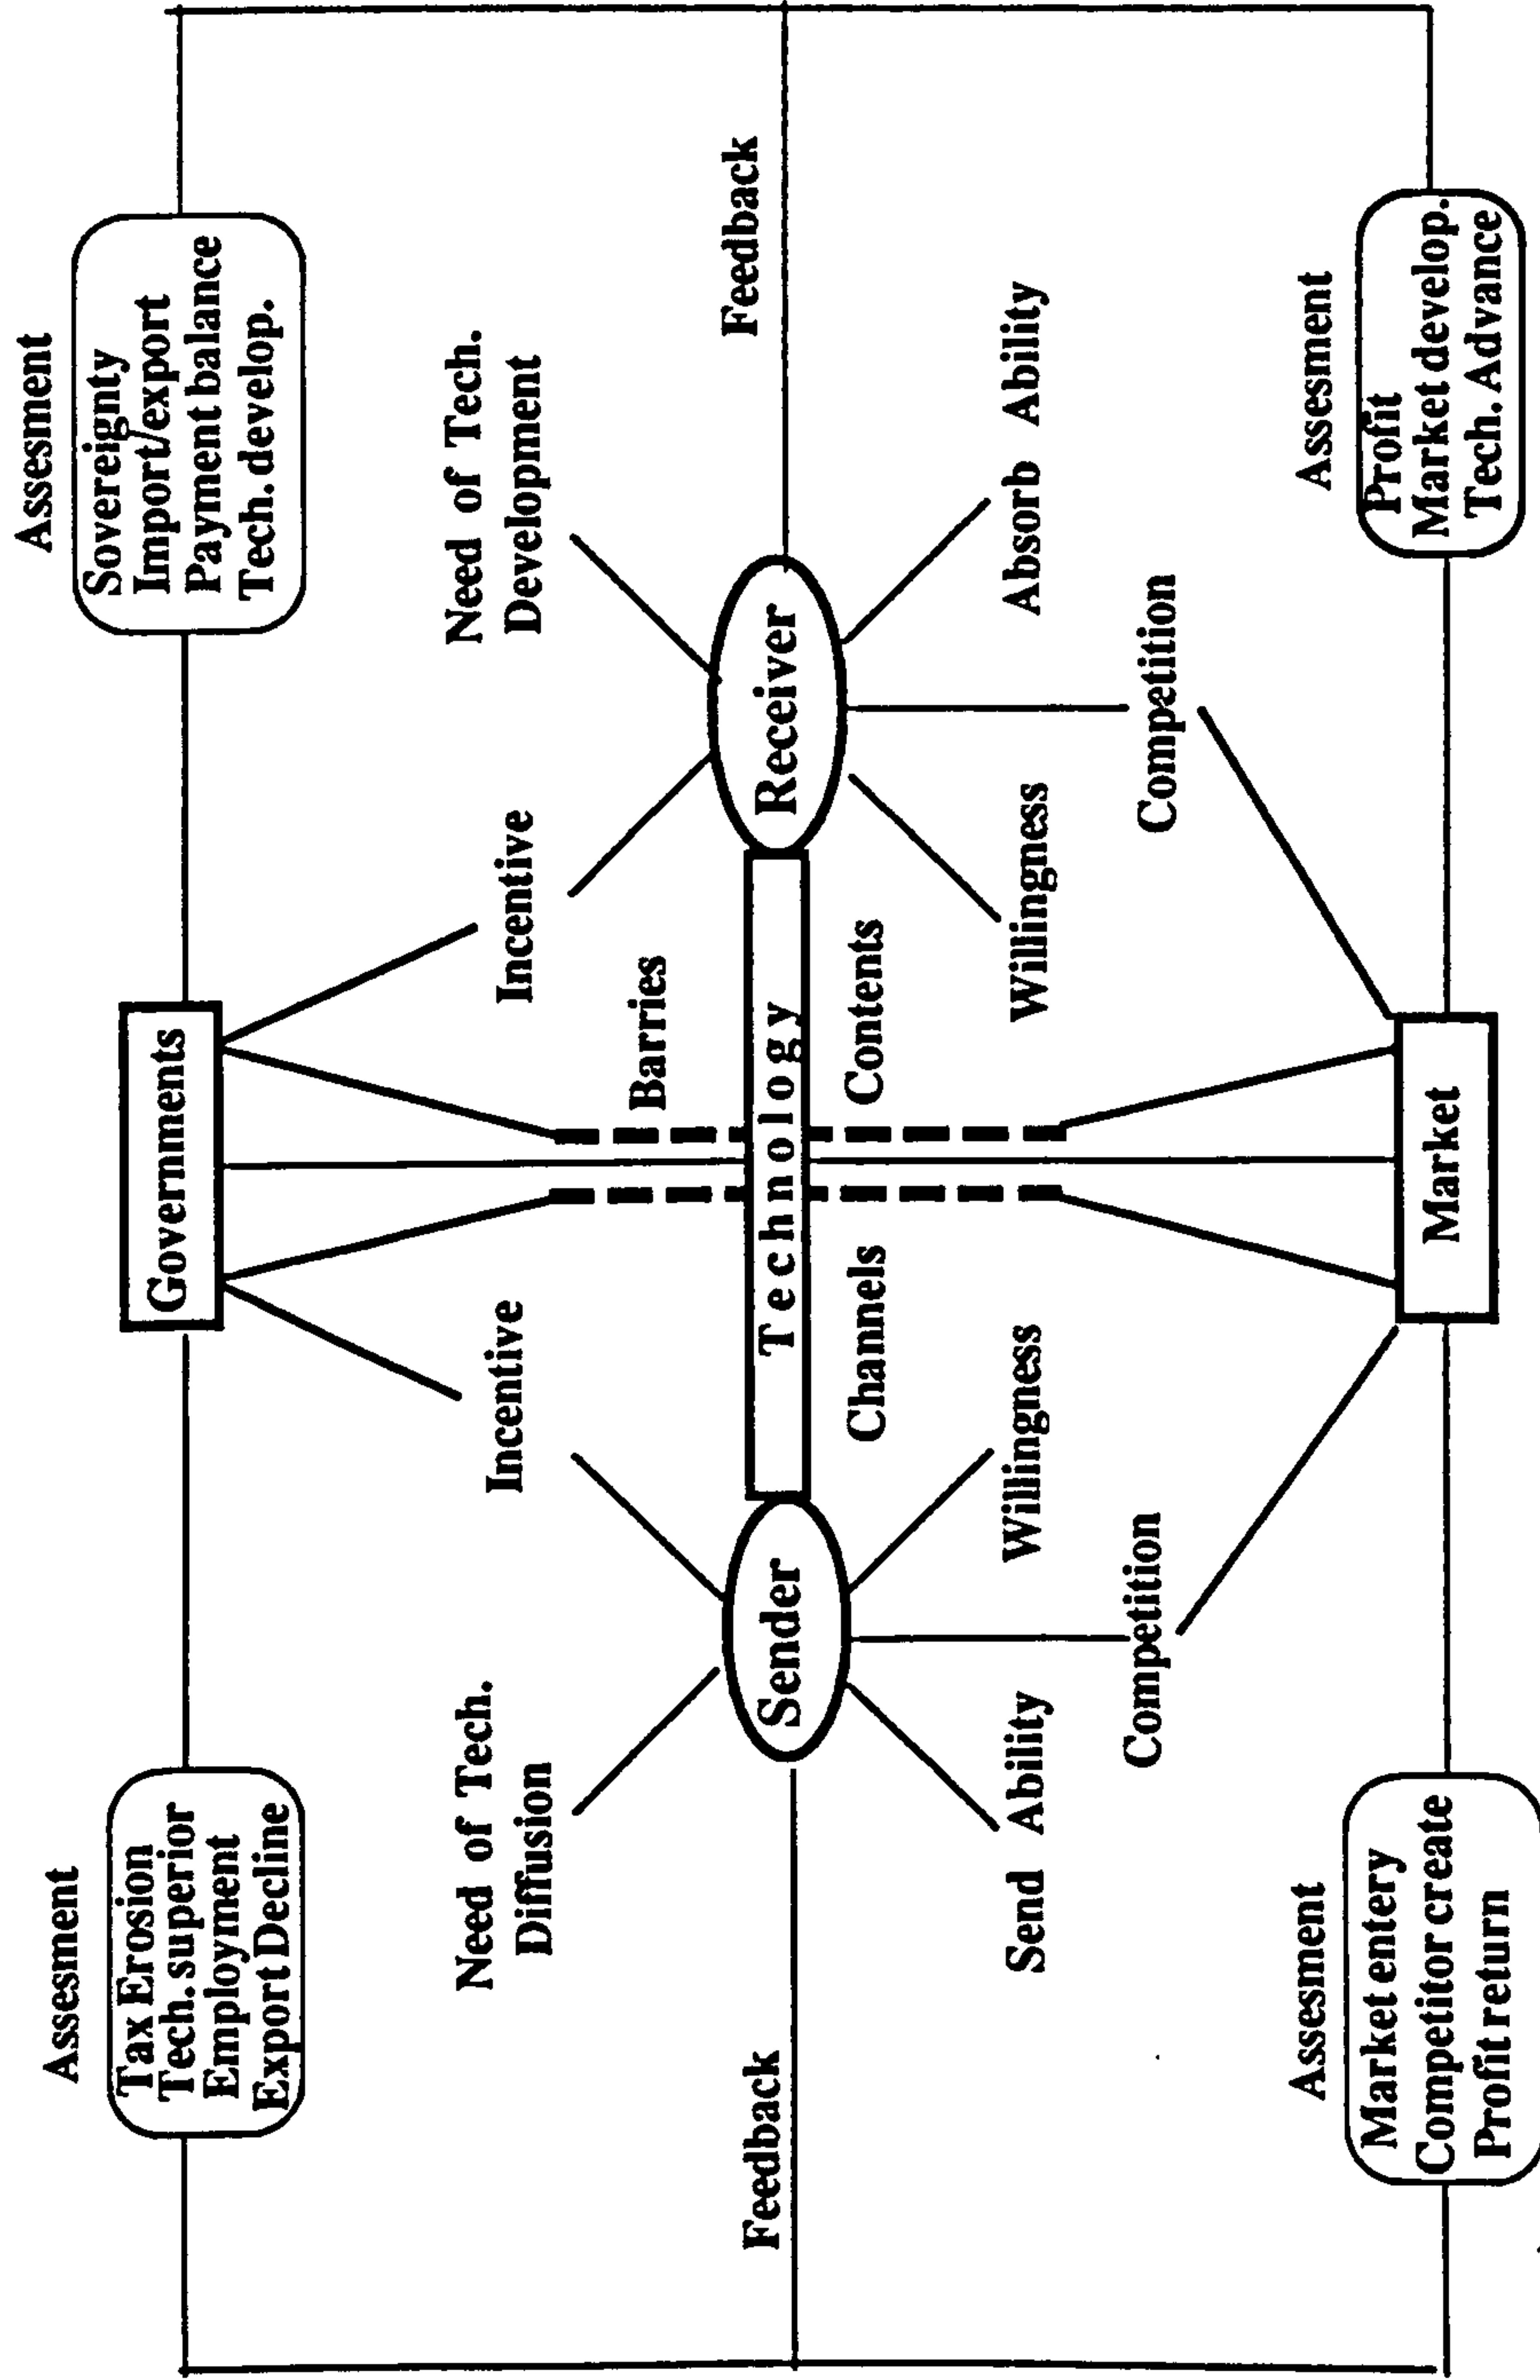 Assesment
Assesment
Tax Erosion
Tech. superior
Employment
Export Decline
Governments
Sovereignty
Import/export
Payment balance
Tech. develop.
Need of Tech.
Diffusion
Incentive
Incentive
Need of Tech.
Development
Barries
Feedback
Sender
Technology
Receiver
Feedback
Channels
Contents
Send Ability
Willingness
Willingness
Absorb Ability
Competition
Competition
Assesment
Assesment
Market entery
Competitor create
Profit return
Market
Profit
Market develop.
Tech. Advance